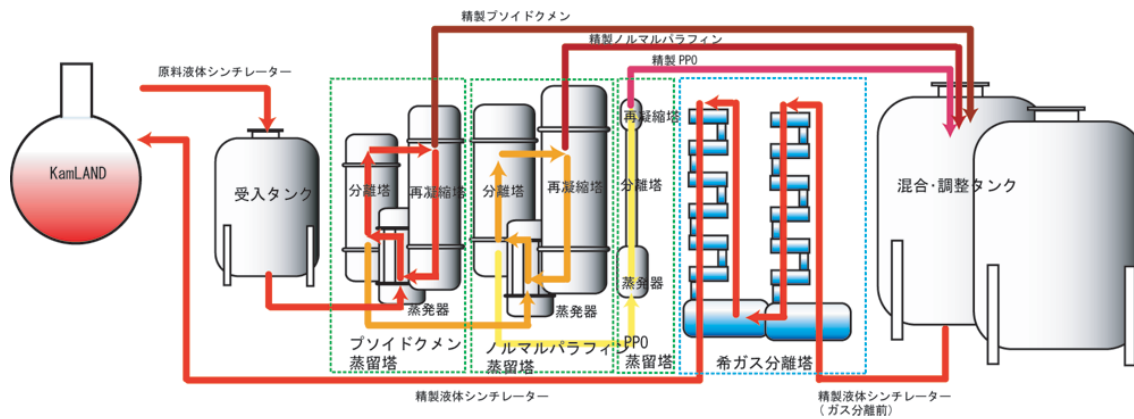 精製プソイドクメン
精製ノルマルパラフィン
精製 PPO
原料液体シンチレーター
KamLAND
受入タンク
分離塔
再凝縮塔
蒸発器
プソイドクメン
蒸留塔
分離塔
再凝縮塔
蒸発器
ノルマルパラフィン
蒸留塔
再凝縮塔
分離塔
蒸発器
PPO
蒸留塔
希ガス分離塔
混合・調整タンク
精製液体シンチレーター
精製液体シンチレーター
(ガス分離前)